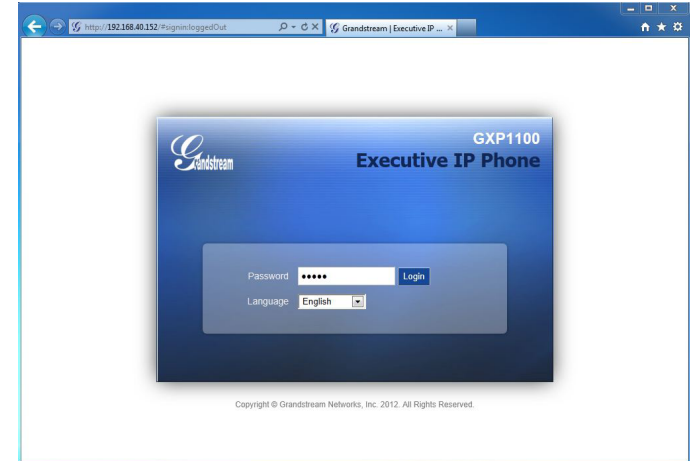 http://192.168.40.152/#signin:loggedOut
Grandstream | Executive IP ...
Grandstream
GXP1100
Executive IP Phone
Password
Login
Language English
Copyright © Grandstream Networks, Inc. 2012. All Rights Reserved.